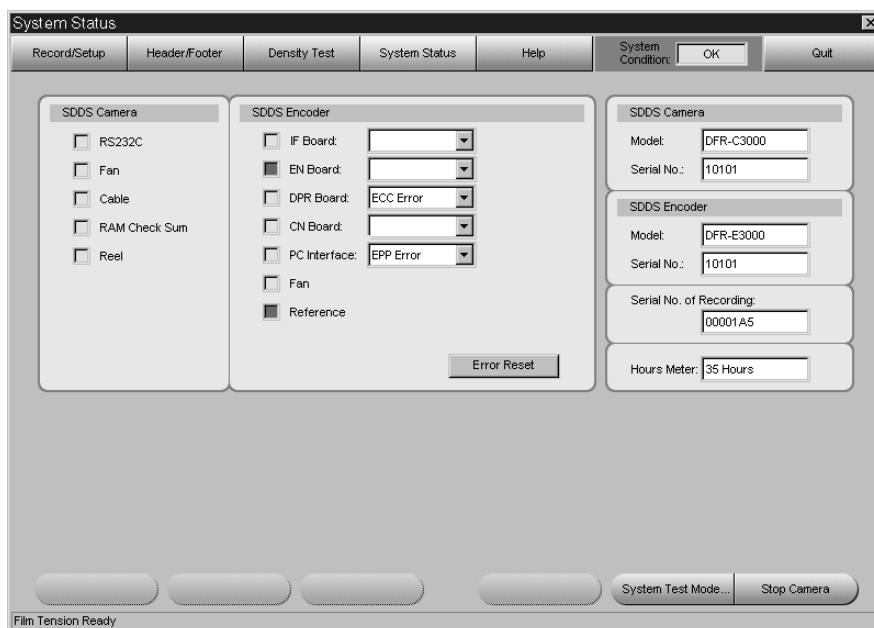 System Status
Record/Setup
Header/Footer
Density Test
System Status
Help
System Condition:
OK
Quit
SDDS Camera
RS232C
Fan
Cable
RAM Check Sum
Reel
SDDS Encoder
IF Board:
EN Board:
DPR Board: ECC Error
CN Board:
PC Interface: EPP Error
Fan
Reference
Error Reset
SDDS Camera
Model: DFR-C3000
Serial No.: 10101
SDDS Encoder
Model: DFR-E3000
Serial No.: 10101
Serial No. of Recording:
00001A5
Hours Meter: 35 Hours
System Test Mode...
Stop Camera
Film Tension Ready